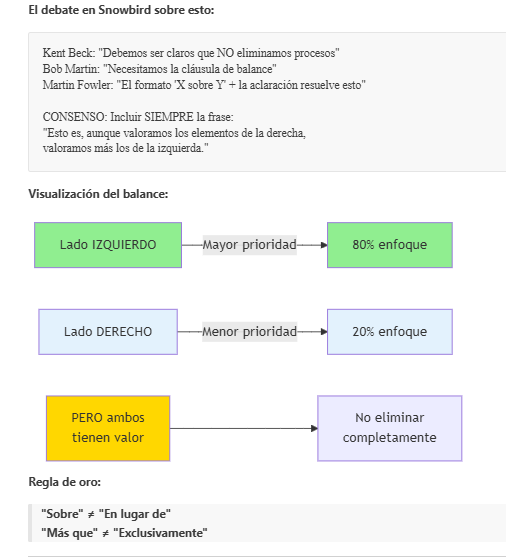 El debate en Snowbird sobre esto:
Kent Beck: "Debemos ser claros que NO eliminamos procesos"
Bob Martin: "Necesitamos la cláusula de balance"
Martin Fowler: "El formato 'X sobre Y' + la aclaración resuelve esto"
CONSENSO: Incluir SIEMPRE la frase:
"Esto es, aunque valoramos los elementos de la derecha,
valoramos más los de la izquierda."
Visualización del balance:
Lado IZQUIERDO
Mayor prioridad
80% enfoque
Lado DERECHO
Menor prioridad
20% enfoque
PERO ambos
tienen valor
No eliminar
completamente
Regla de oro:
"Sobre" ≠ "En lugar de"
"Más que" ≠ "Exclusivamente"